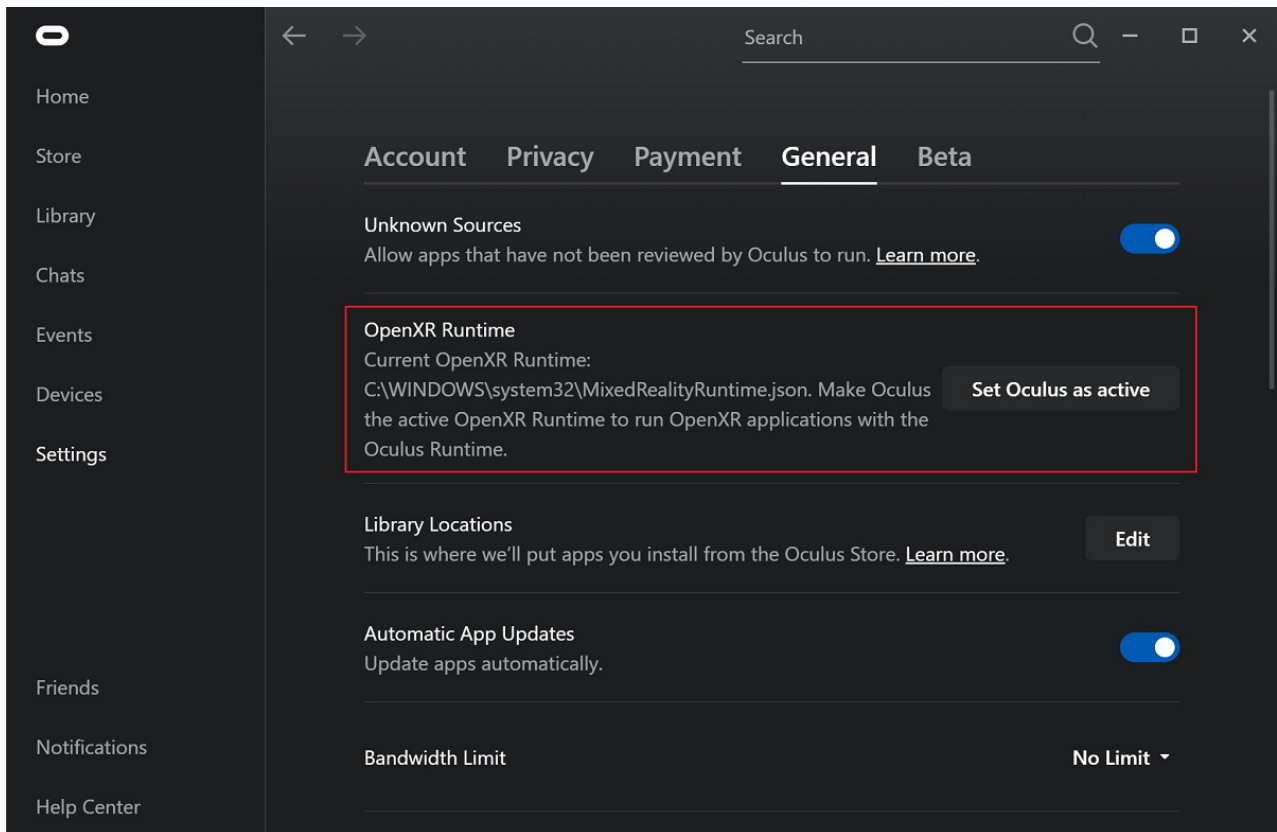 Search
Home
Store
Library
Chats
Events
Devices
Settings
Friends
Notifications
Help Center
Account Privacy Payment General Beta
Unknown Sources
Allow apps that have not been reviewed by Oculus to run. Learn more.
OpenXR Runtime
Current OpenXR Runtime:
C:\WINDOWS\system32\MixedRealityRuntime.json. Make Oculus
the active OpenXR Runtime to run OpenXR applications with the
Oculus Runtime.
Set Oculus as active
Library Locations
This is where we'll put apps you install from the Oculus Store. Learn more.
Edit
Automatic App Updates
Update apps automatically.
Bandwidth Limit
No Limit